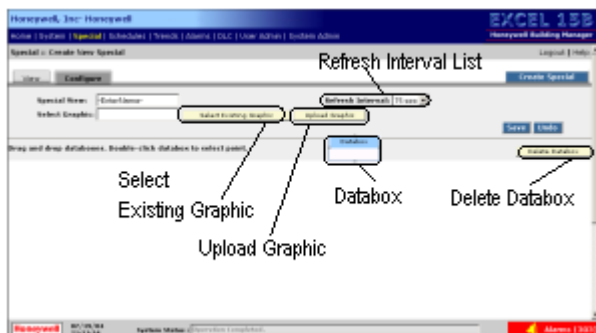 Honeywell, Inc- Honeywell
EXCEL 15B
Honeywell Building Manager
Home | System | Special | Schedules | Trends | Alarms | DLC | User Admin | System Admin
Special > Create New Special
Logout | Help
Refresh Interval List
View
Configure
Create Special
Special Name:
Refresh Interval: 15 sec
Select Graphic:
Select Existing Graphic
Upload Graphic
Save
Undo
Drag and drop databoxes. Double-click databox to select point.
Databox
Delete Databox
Select
Existing Graphic
Databox
Delete Databox
Upload Graphic
Honeywell
System Status:
Operation Completed.
Alarms